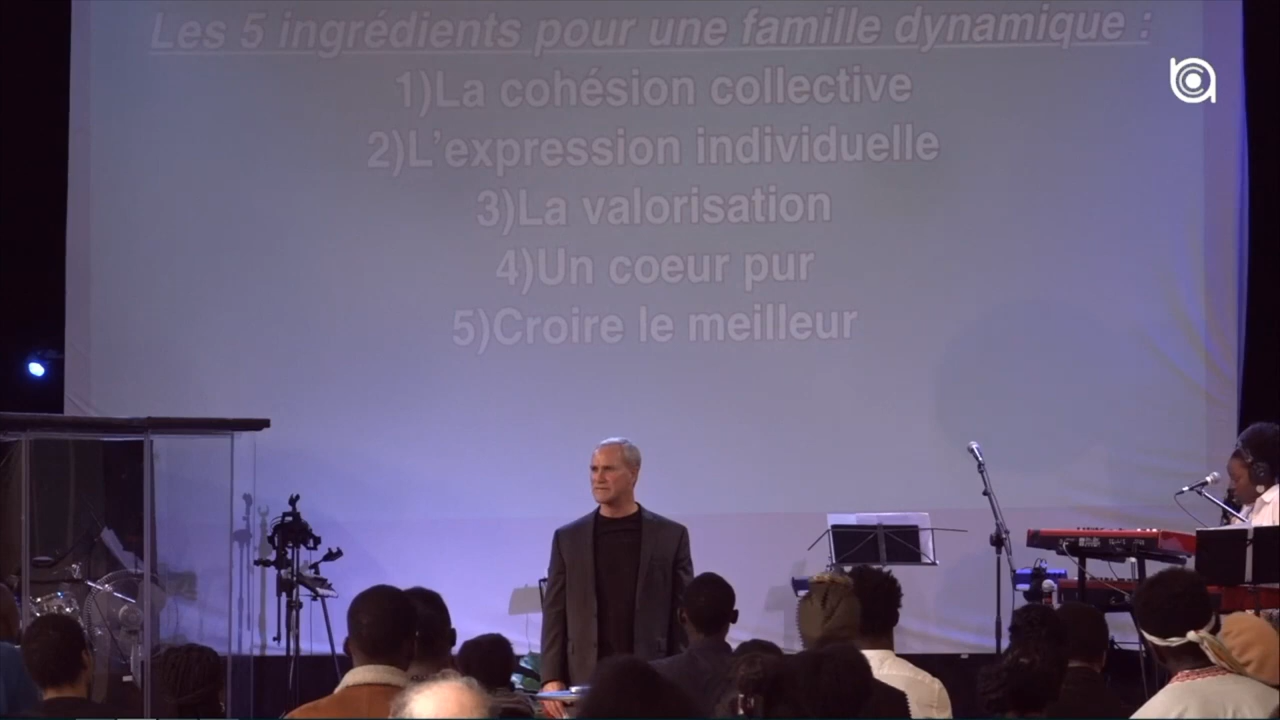 Les 5 ingrédients pour une famille dynamique :
1)La cohésion collective
2)L'expression individuelle
3)La valorisation
4)Un coeur pur
5)Croire le meilleur